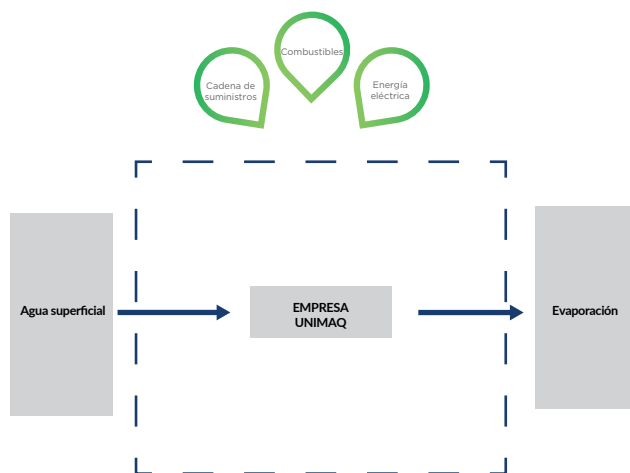 Combustibles
Cadena de
suministros
Energía
eléctrica
Agua superficial
EMPRESA
UNIMAQ
Evaporación